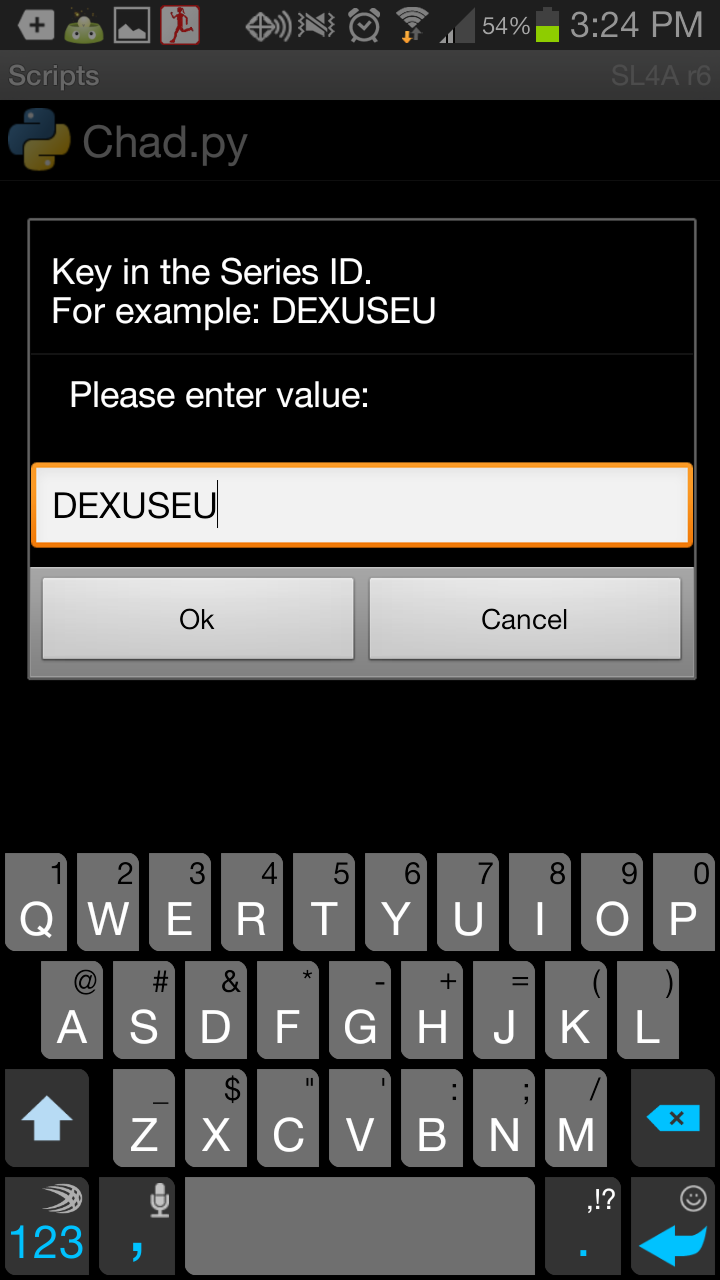 54% 3:24 PM
Scripts SL4A r6
Chad.py
Key in the Series ID.
For example: DEXUSEU
Please enter value:
DEXUSEU
Ok Cancel
1 2 3 4 5 6 7 8 9 0
Q W E R T Y U I O P
@ # & * - + = ( )
A S D F G H J K L
_ $ " ' : ; /
Z X C V B N M
,!?
123 , .